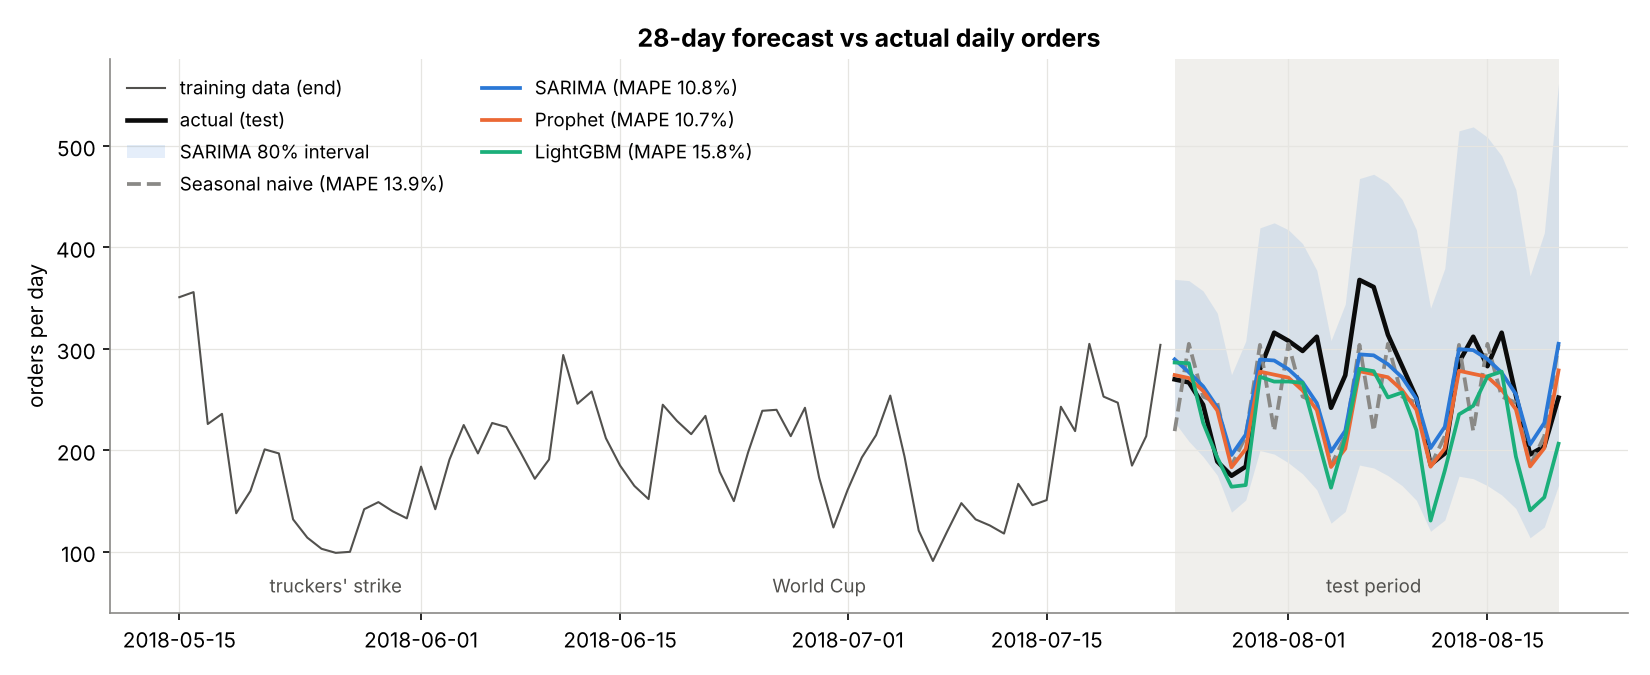 28-day forecast vs actual daily orders
training data (end)
actual (test)
SARIMA 80% interval
Seasonal naive (MAPE 13.9%)
SARIMA (MAPE 10.8%)
Prophet (MAPE 10.7%)
LightGBM (MAPE 15.8%)
orders per day
500
400
300
200
100
truckers' strike
World Cup
test period
2018-05-15
2018-06-01
2018-06-15
2018-07-01
2018-07-15
2018-08-01
2018-08-15